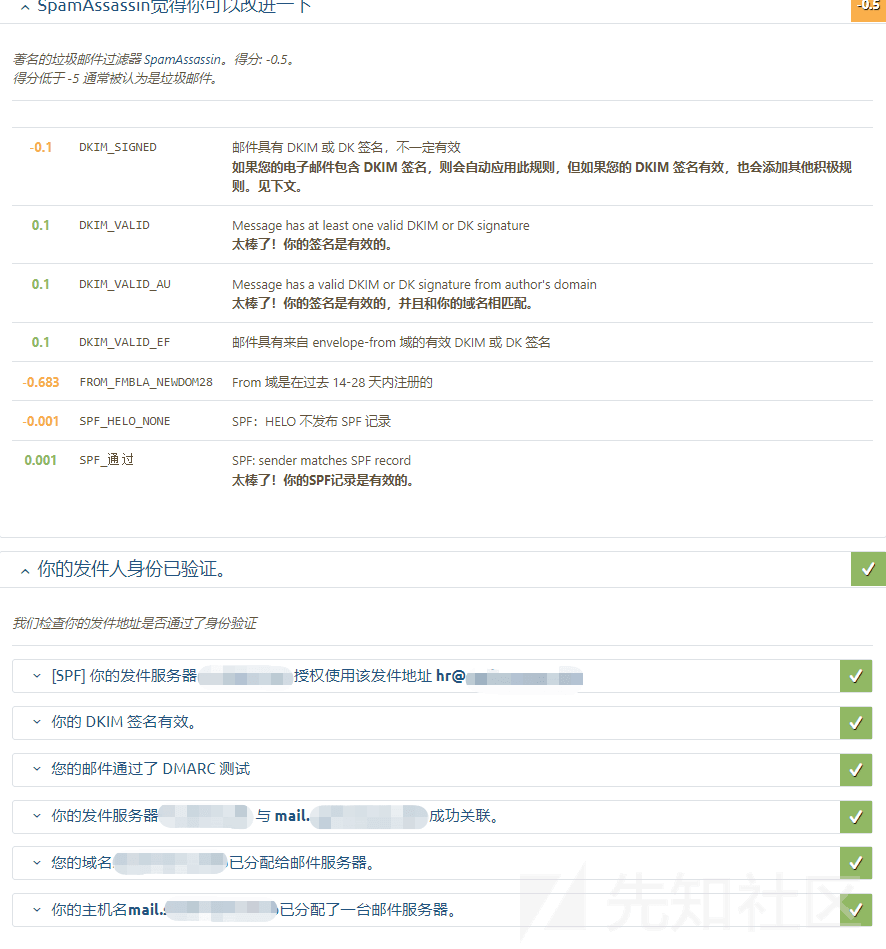 SpamAssassin觉得你可以改进一下
-0.5
著名的垃圾邮件过滤器 SpamAssassin。得分: -0.5。
得分低于 -5 通常被认为是垃圾邮件。
-0.1 DKIM_SIGNED 邮件具有 DKIM 或 DK 签名，不一定有效
如果您的电子邮件包含 DKIM 签名，则会自动应用此规则，但如果您的 DKIM 签名有效，也会添加其他积极规
则。见下文。
0.1 DKIM_VALID Message has at least one valid DKIM or DK signature
太棒了！你的签名是有效的。
0.1 DKIM_VALID_AU Message has a valid DKIM or DK signature from author's domain
太棒了！你的签名是有效的，并且和你的域名相匹配。
0.1 DKIM_VALID_EF 邮件具有来自 envelope-from 域的有效 DKIM 或 DK 签名
-0.683 FROM_FMBLA_NEWDOM28 From 域是在过去 14-28 天内注册的
-0.001 SPF_HELO_NONE SPF：HELO 不发布 SPF 记录
0.001 SPF_通过 SPF: sender matches SPF record
太棒了！你的SPF记录是有效的。
你的发件人身份已验证。
我们检查你的发件地址是否通过了身份验证
[SPF] 你的发件服务器 授权使用该发件地址 hr@
你的 DKIM 签名有效。
您的邮件通过了 DMARC 测试
你的发件服务器 与 mail. 成功关联。
您的域名 已分配给邮件服务器。
你的主机名mail. 已分配了一台邮件服务器。
先知社区